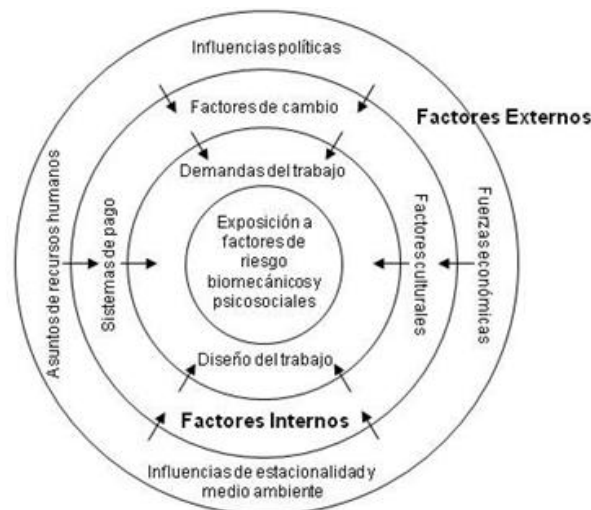 Influencias políticas
Factores de cambio
Factores Externos
Demandas del trabajo
Asuntos de recursos humanos
Sistemas de pago
Exposición a
factores de
riesgo
biomecánicos y
psicosociales
Factores culturales
Fuerzas económicas
Diseño del trabajo
Factores Internos
Influencias de estacionalidad y
medio ambiente